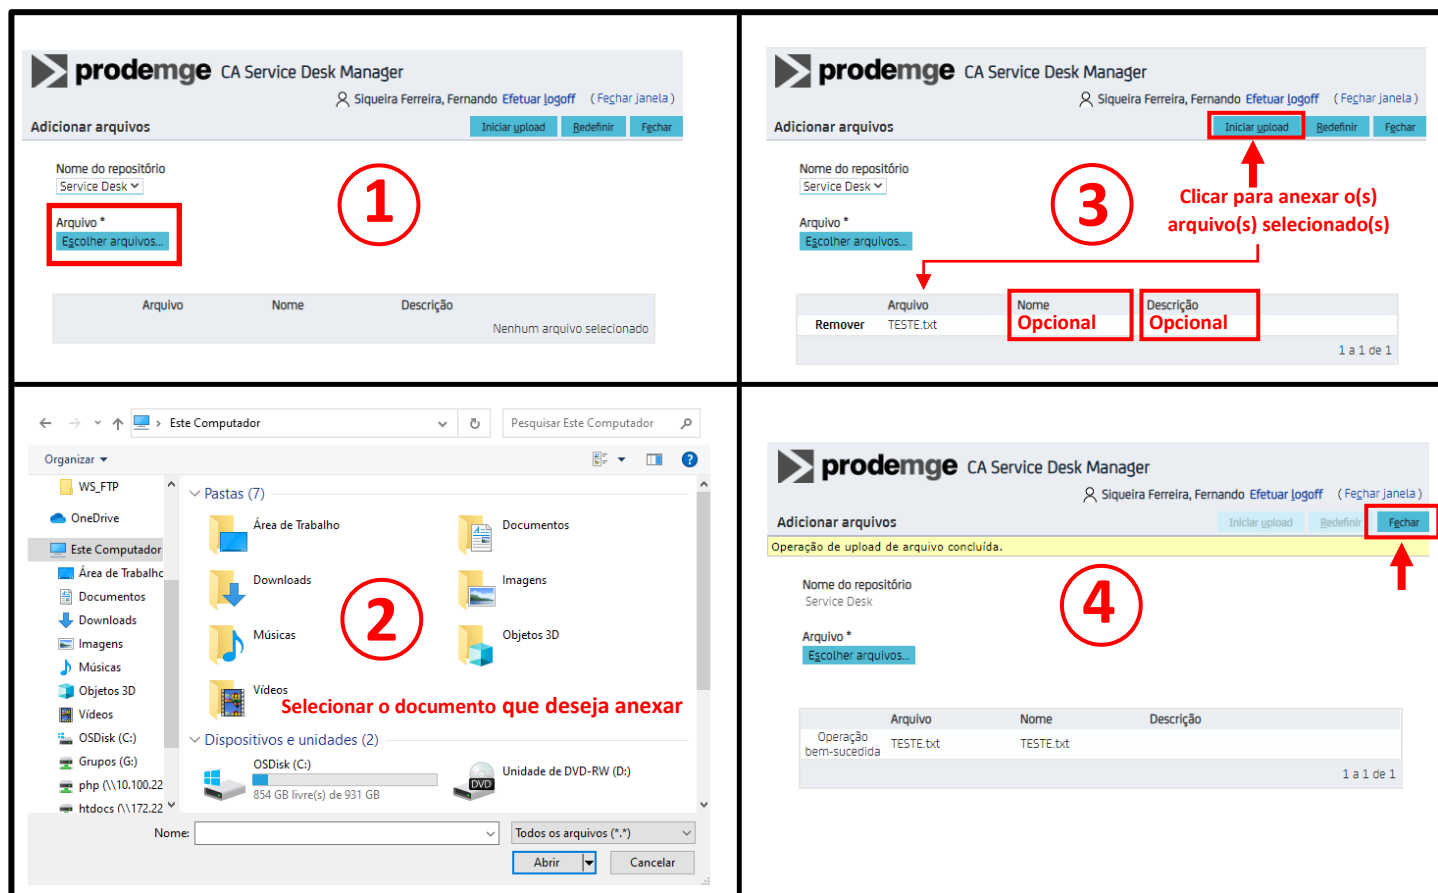 prodemge CA Service Desk Manager
Siqueira Ferreira, Fernando Efetuar logoff (Fechar janela)
Adicionar arquivos Iniciar upload Redefinir Fechar
Nome do repositório
Service Desk
1
Arquivo *
Escolher arquivos...
Arquivo Nome Descrição
Nenhum arquivo selecionado
Este Computador Pesquisar Este Computador
Organizar
WS_FTP
OneDrive
Este Computador
Área de Trabalho
Documentos
Downloads
Imagens
Músicas
Objetos 3D
Vídeos
OSDisk (C:)
Grupos (G:)
php (\\10.100.22
htdocs (\\172.22
Pastas (7)
Área de Trabalho Documentos
Downloads Imagens
2
Músicas Objetos 3D
Vídeos
Selecionar o documento que deseja anexar
Dispositivos e unidades (2)
OSDisk (C:)
854 GB livre(s) de 931 GB
DVD
Unidade de DVD-RW (D:)
Nome: Todos os arquivos (*.*)
Abrir Cancelar
prodemge CA Service Desk Manager
Siqueira Ferreira, Fernando Efetuar logoff (Fechar janela)
Adicionar arquivos Iniciar upload Redefinir Fechar
Nome do repositório
Service Desk
3
Clicar para anexar o(s)
arquivo(s) selecionado(s)
Arquivo *
Escolher arquivos...
Arquivo Nome Descrição
Remover TESTE.txt Opcional Opcional
1 a 1 de 1
prodemge CA Service Desk Manager
Siqueira Ferreira, Fernando Efetuar logoff (Fechar janela)
Adicionar arquivos Iniciar upload Redefinir Fechar
Operação de upload de arquivo concluída.
Nome do repositório
Service Desk
4
Arquivo *
Escolher arquivos...
Arquivo Nome Descrição
Operação
bem-sucedida TESTE.txt TESTE.txt
1 a 1 de 1